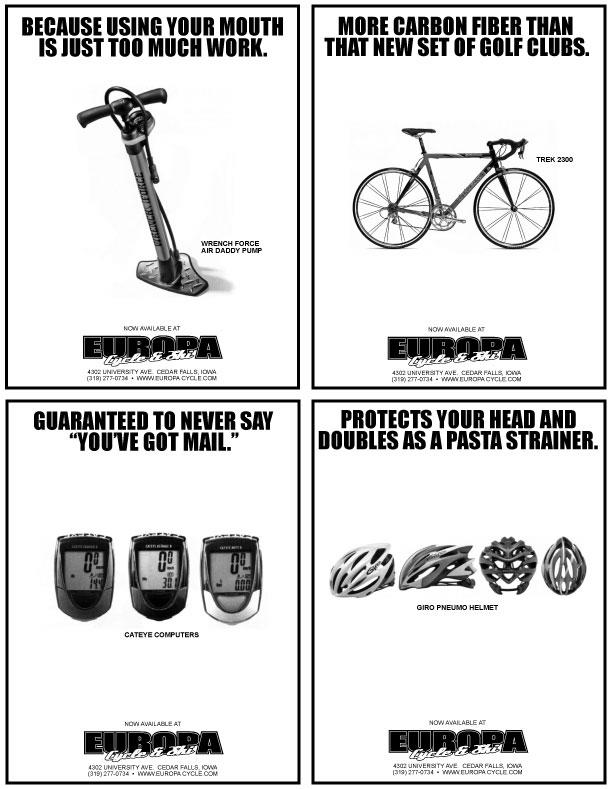 BECAUSE USING YOUR MOUTH
IS JUST TOO MUCH WORK.
WRENCH FORCE
WRENCH FORCE
AIR DADDY PUMP
NOW AVAILABLE AT
EUROPA
Cycle & Ski
4302 UNIVERSITY AVE. CEDAR FALLS, IOWA
(319) 277-0734 • WWW.EUROPACYCLE.COM
MORE CARBON FIBER THAN
THAT NEW SET OF GOLF CLUBS.
TREK 2300
NOW AVAILABLE AT
EUROPA
Cycle & Ski
4302 UNIVERSITY AVE. CEDAR FALLS, IOWA
(319) 277-0734 • WWW.EUROPACYCLE.COM
GUARANTEED TO NEVER SAY
“YOU’VE GOT MAIL.”
CATEYE COMPUTERS
NOW AVAILABLE AT
EUROPA
Cycle & Ski
4302 UNIVERSITY AVE. CEDAR FALLS, IOWA
(319) 277-0734 • WWW.EUROPACYCLE.COM
PROTECTS YOUR HEAD AND
DOUBLES AS A PASTA STRAINER.
GIRO PNEUMO HELMET
NOW AVAILABLE AT
EUROPA
Cycle & Ski
4302 UNIVERSITY AVE. CEDAR FALLS, IOWA
(319) 277-0734 • WWW.EUROPACYCLE.COM